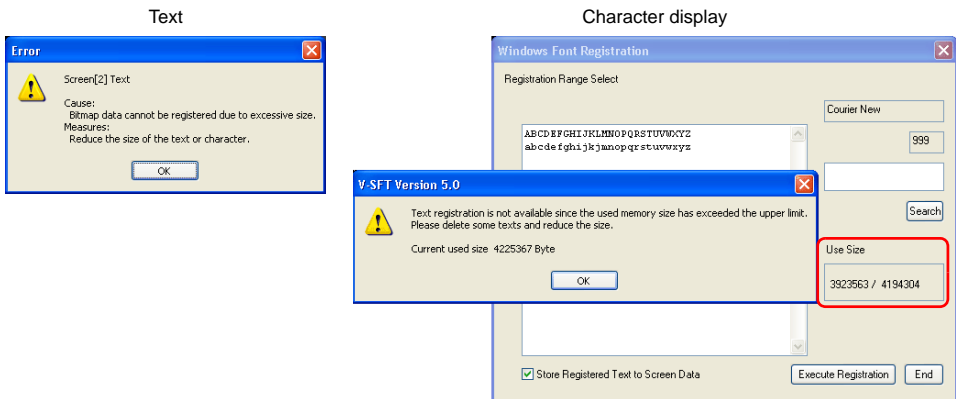 Text
Character display
Error
Screen[2] Text
Cause:
Bitmap data cannot be registered due to excessive size.
Measures:
Reduce the size of the text or character.
OK
Windows Font Registration
Registration Range Select
Courier New
ABCDEFGHIJKLMNOPQRSTUVWXYZ
abcdefghijkjmnopqrstuvwxyz
999
V-SFT Version 5.0
Text registration is not available since the used memory size has exceeded the upper limit.
Please delete some texts and reduce the size.
Current used size 4225367 Byte
OK
Search
Use Size
3923563 / 4194304
Store Registered Text to Screen Data
Execute Registration
End